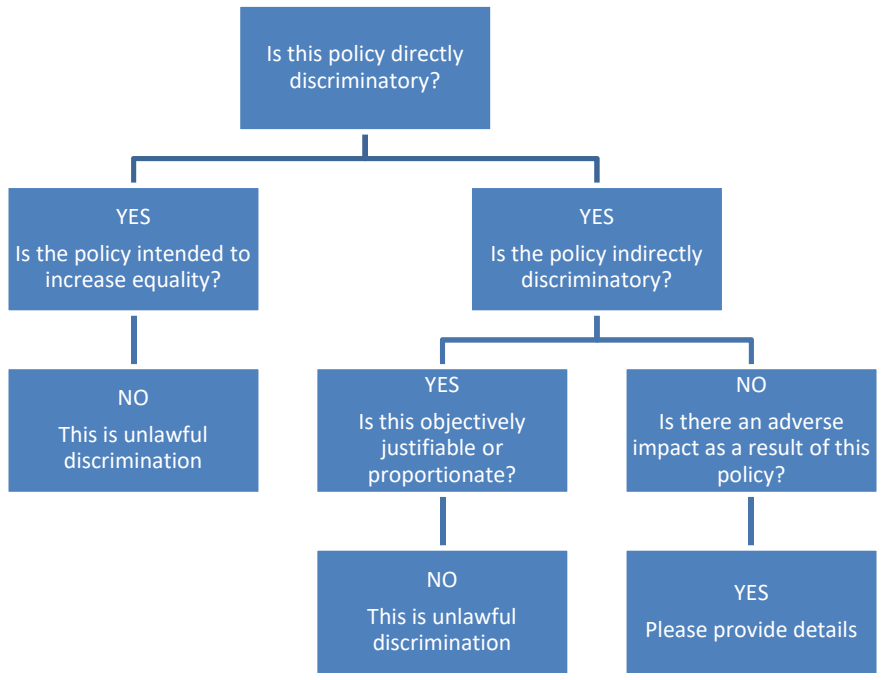 Is this policy directly
discriminatory?
YES
Is the policy intended to
increase equality?
YES
Is the policy indirectly
discriminatory?
NO
This is unlawful
discrimination
YES
Is this objectively
justifiable or
proportionate?
NO
Is there an adverse
impact as a result of this
policy?
NO
This is unlawful
discrimination
YES
Please provide details